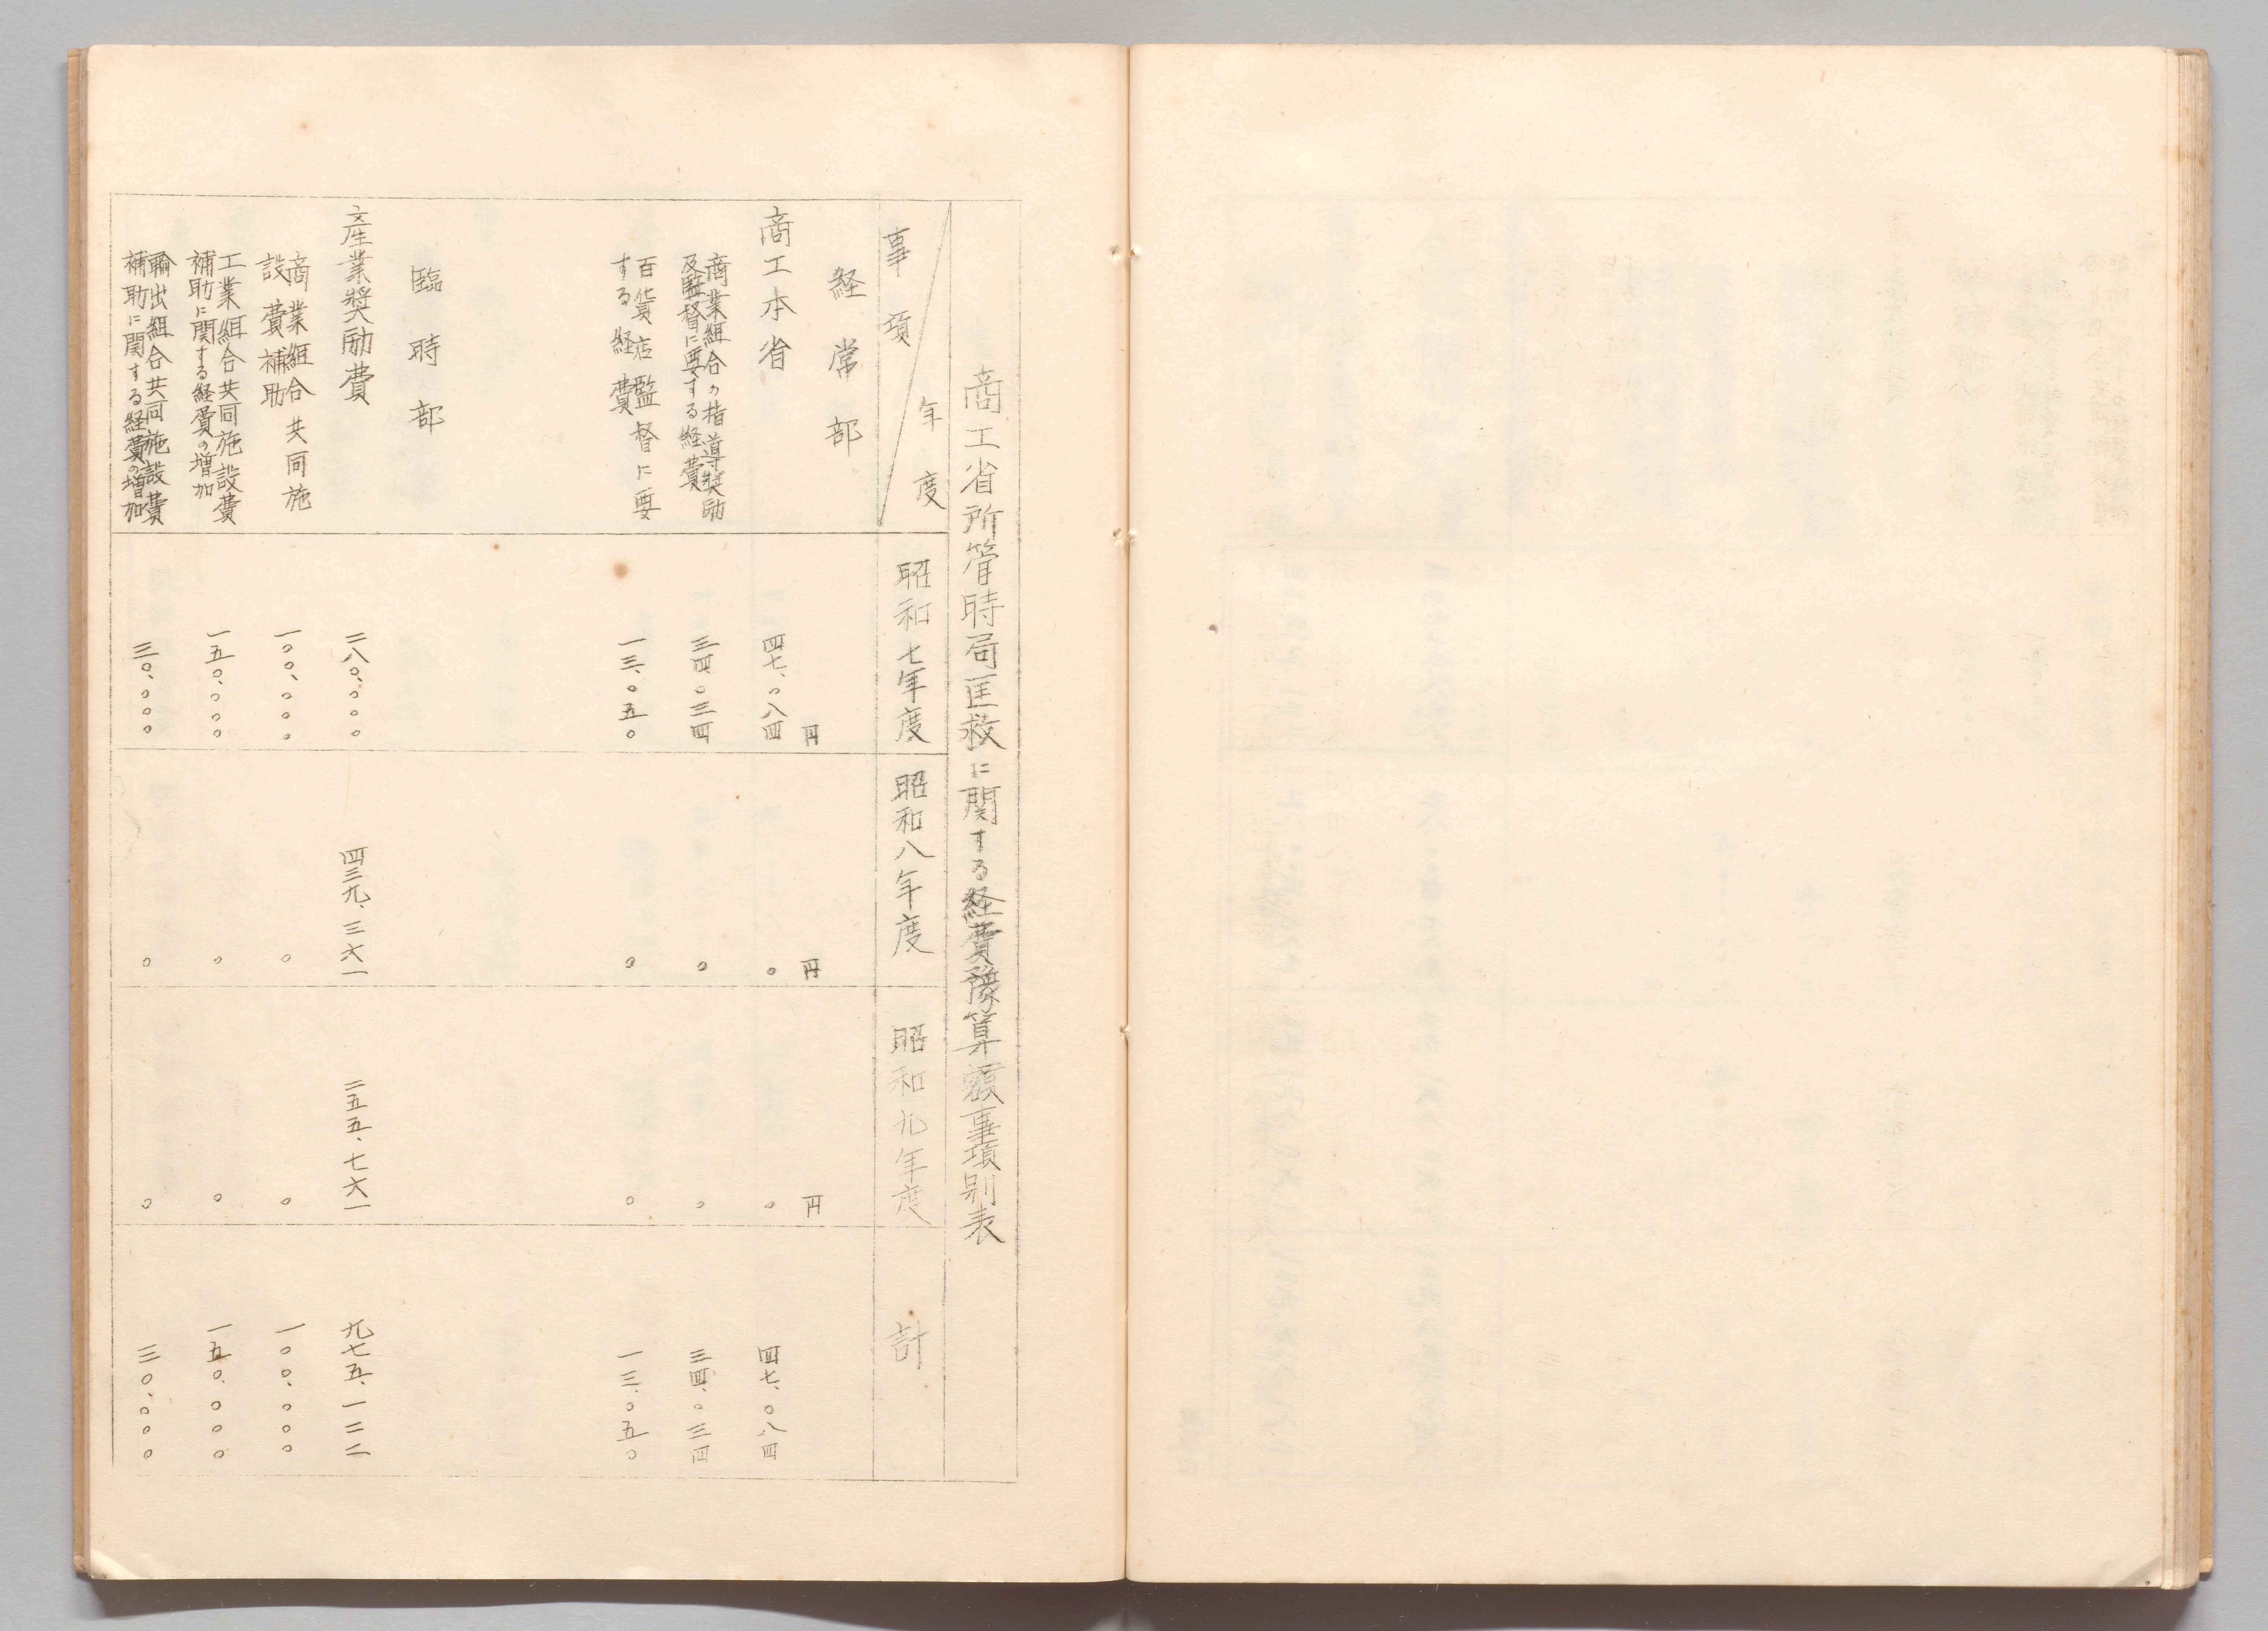 商工省所管時局匡救に関する経費豫算額事項別表
年度
事項
昭和七年度
昭和八年度
昭和九年度
計
経常部
円
円
円
商工本省
四七、〇八四
〇
〇
四七、〇八四
商業組合の指導奨励
及監督に要する経費
三四、〇三四
〇
〇
三四、〇三四
百貨店監督に要
する経費
一三、〇五〇
〇
〇
一三、〇五〇
臨時部
産業奨励費
二八〇、〇〇〇
四三九、三六一
二五五、七六一
九七五、一二二
商業組合共同施
設費補助
一〇〇、〇〇〇
〇
〇
一〇〇、〇〇〇
工業組合共同施設費
補助に関する経費の増加
一五〇、〇〇〇
〇
〇
一五〇、〇〇〇
輸出組合共同施設費
補助に関する経費の増加
三〇、〇〇〇
〇
〇
三〇、〇〇〇